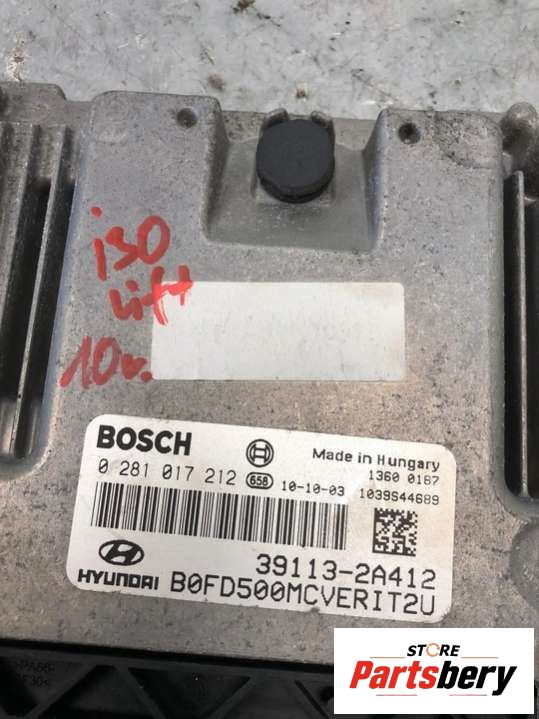 i30
Lift
10r.
BOSCH
0 281 017 212 658 10-10-03
Made in Hungary
1360 0187
1039S44689
39113-2A412
HYUNDAI B0FD500MCVERIT2U
STORE
Partsbery